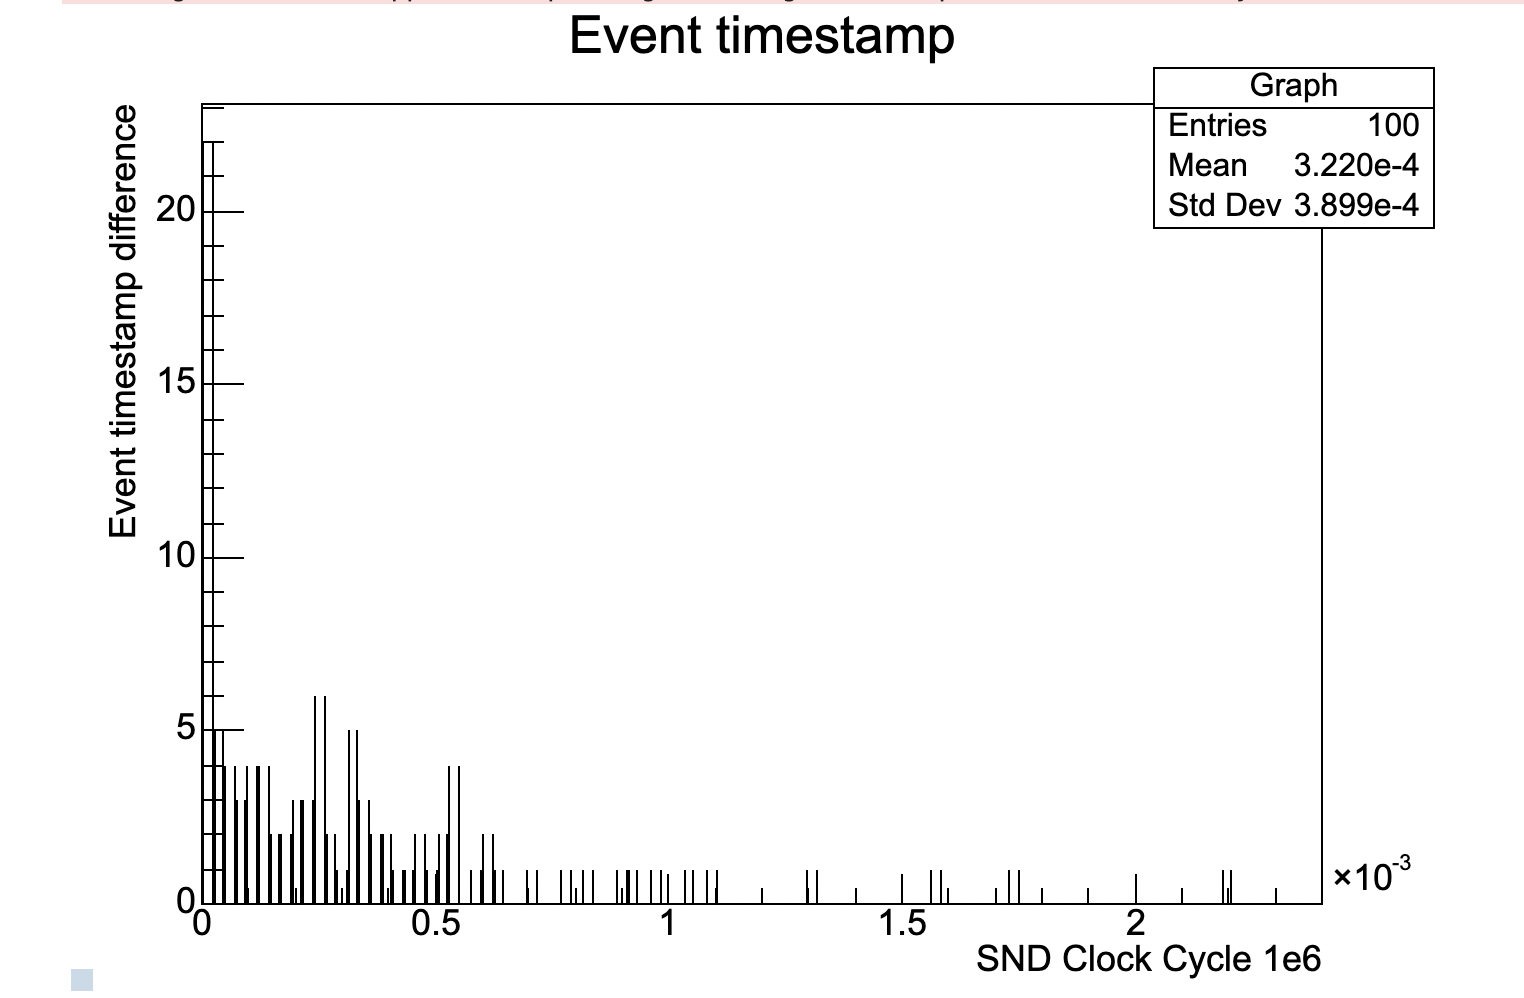 Event timestamp
Graph
Entries 100
Mean 3.220e-4
Std Dev 3.899e-4
Event timestamp difference
20
15
10
5
0
0 0.5 1 1.5 2
×10-3
SND Clock Cycle 1e6